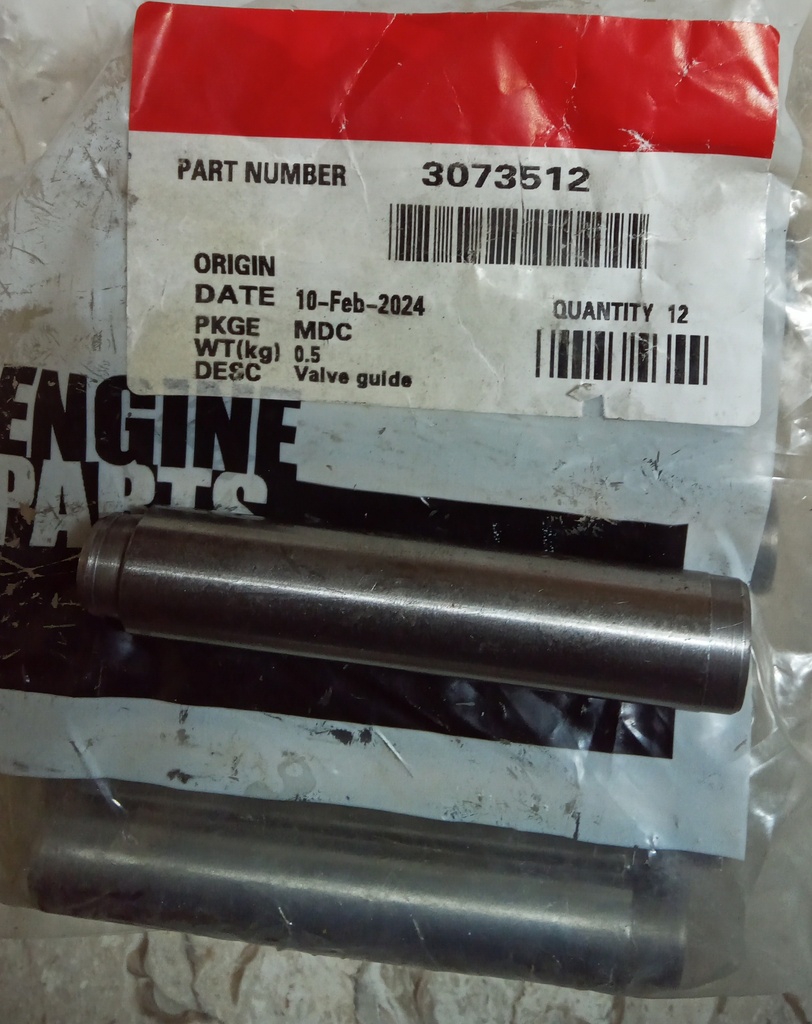 PART NUMBER 3073512
ORIGIN
DATE 10-Feb-2024
QUANTITY 12
PKGE MDC
WT(kg) 0.5
DESC Valve guide
ENGINE
PARTS